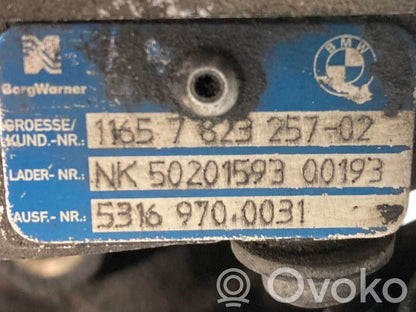 BorgWarner
BMW
GROESSE/
KUND.-NR.: 1165 7 823 257-02
LADER-NR.: NK 50201593 00193
AUSF.-NR.: 5316 970.0031
Ovoko